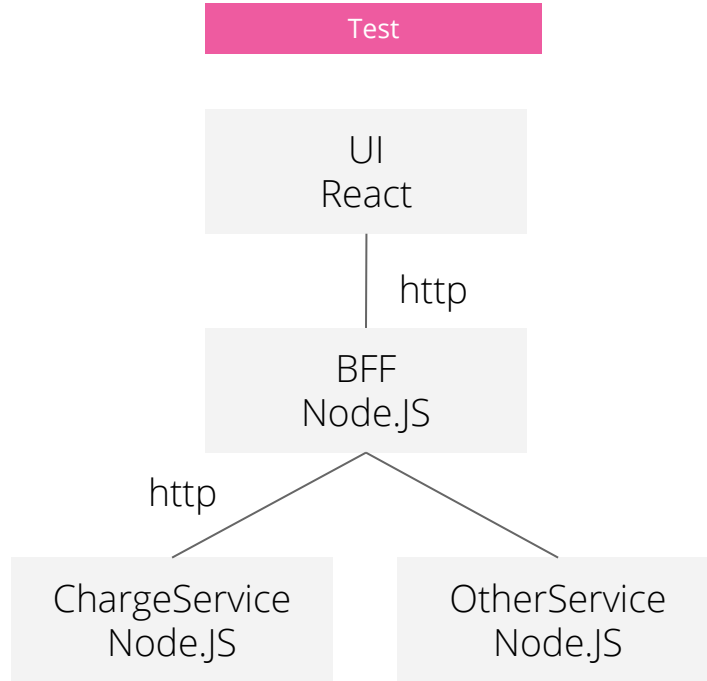 Test
UI
React
http
BFF
Node.JS
http
ChargeService
Node.JS
OtherService
Node.JS